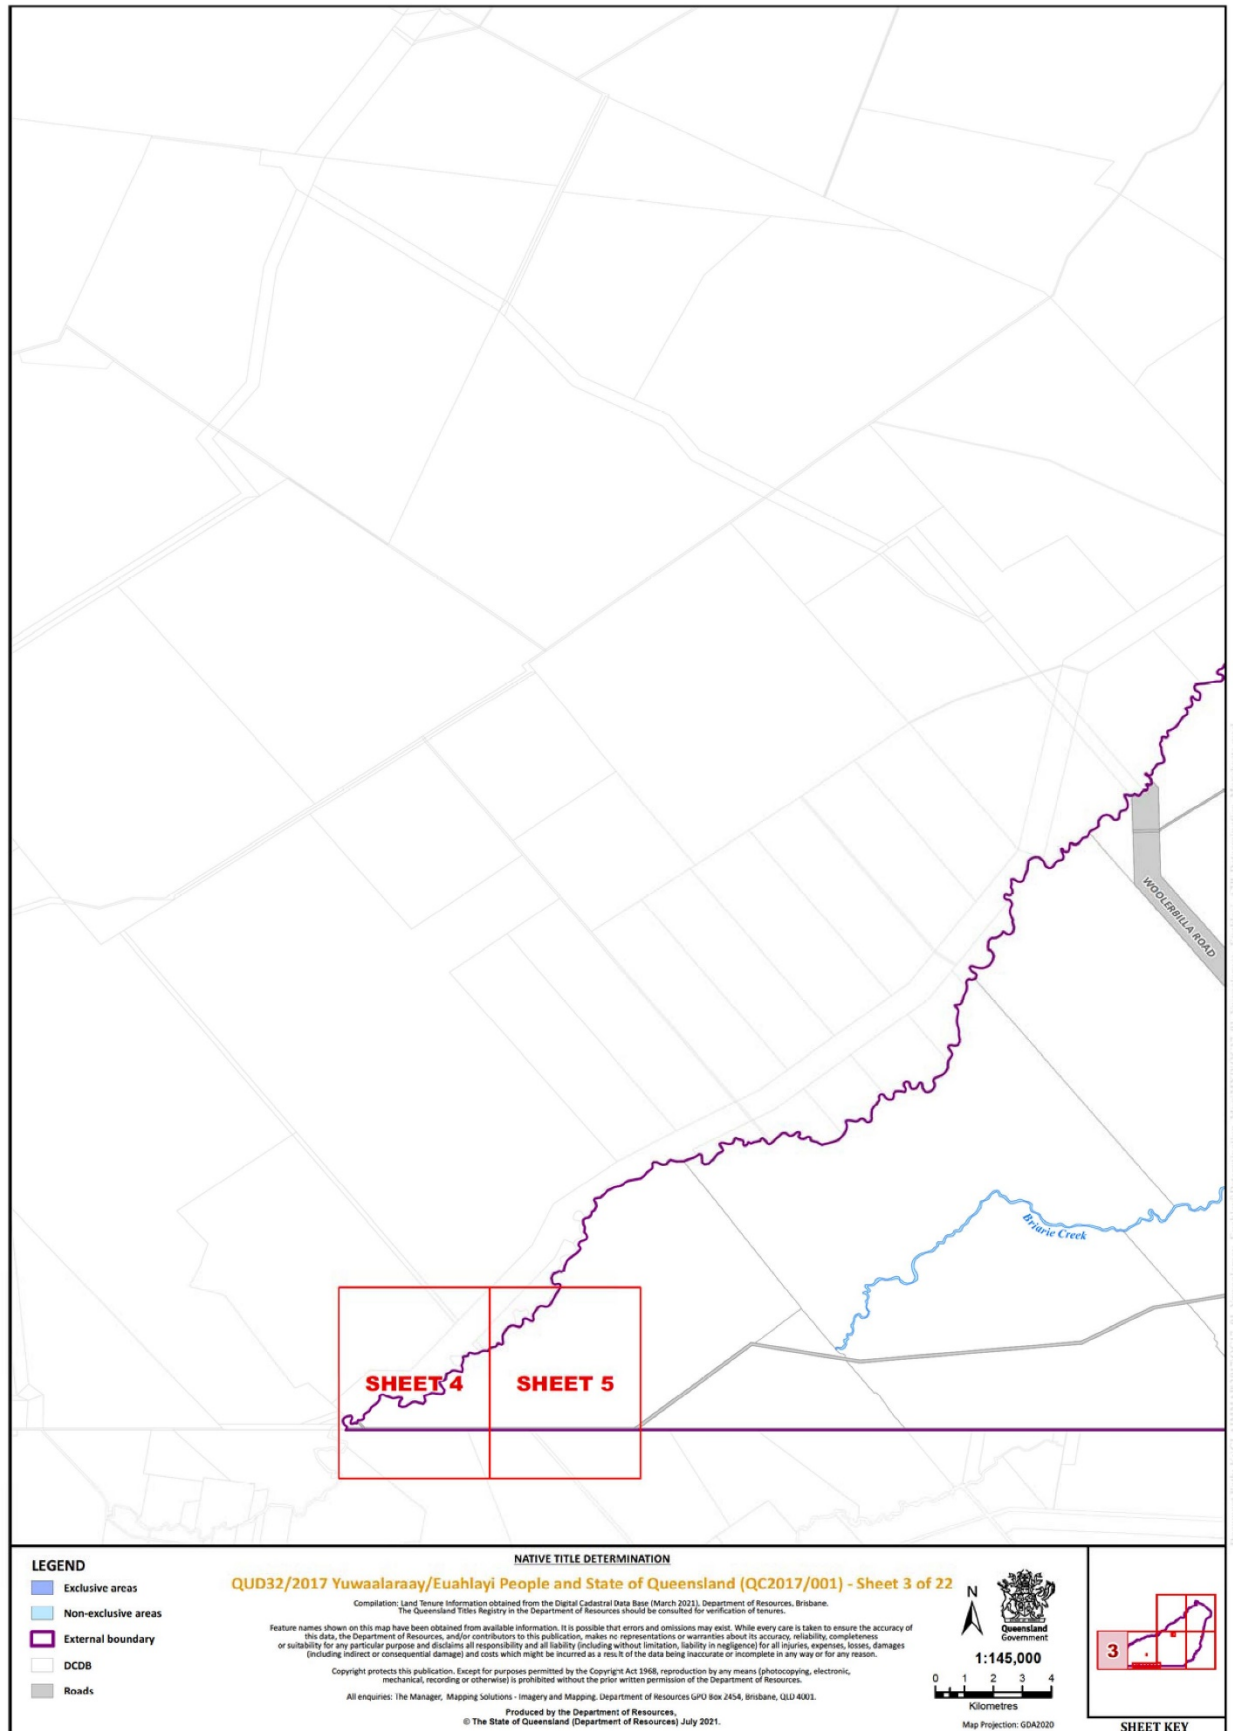 WOOLERBILLA ROAD
Briarie Creek
SHEET 4
SHEET 5
LEGEND
Exclusive areas
Non-exclusive areas
External boundary
DCDB
Roads
NATIVE TITLE DETERMINATION
QUD32/2017 Yuwaalaraay/Euahlayi People and State of Queensland (QC2017/001) - Sheet 3 of 22
Compilation: Land Tenure Information obtained from the Digital Cadastral Data Base (March 2021). Department of Resources, Brisbane.
The Queensland Titles Registry in the Department of Resources should be consulted for verification of tenures.
Feature names shown on this map have been obtained from available information. It is possible that errors and omissions may exist. While every care is taken to ensure the accuracy of
this data, the Department of Resources, and/or contributors to this publication, makes no representations or warranties about its accuracy, reliability, completeness
or suitability for any particular purpose and disclaims all responsibility and all liability (including without limitation, liability in negligence) for all injuries, expenses, losses, damages
(including indirect or consequential damage) and costs which might be incurred as a result of the data being inaccurate or incomplete in any way or for any reason.
Copyright protects this publication. Except for purposes permitted by the Copyright Act 1968, reproduction by any means (photocopying, electronic,
mechanical, recording or otherwise) is prohibited without the prior written permission of the Department of Resources.
All enquiries: The Manager, Mapping Solutions - Imagery and Mapping, Department of Resources GPO Box 2454, Brisbane, QLD 4001.
Produced by the Department of Resources,
© The State of Queensland (Department of Resources) July 2021.
N
Queensland
Government
1:145,000
0 1 2 3 4
Kilometres
Map Projection: GDA2020
3
SHEET KEY